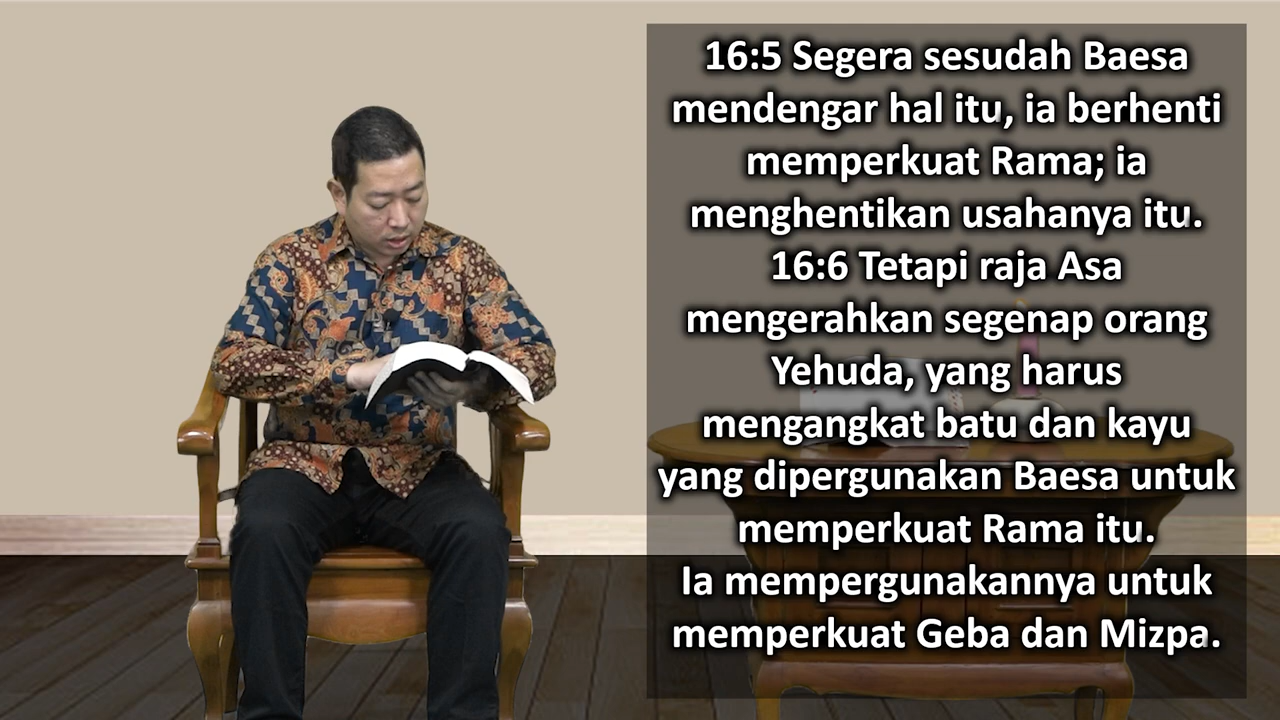 16:5 Segera sesudah Baesa
mendengar hal itu, ia berhenti
memperkuat Rama; ia
menghentikan usahanya itu.
16:6 Tetapi raja Asa
mengerahkan segenap orang
Yehuda, yang harus
mengangkat batu dan kayu
yang dipergunakan Baesa untuk
memperkuat Rama itu.
Ia mempergunakannya untuk
memperkuat Geba dan Mizpa.